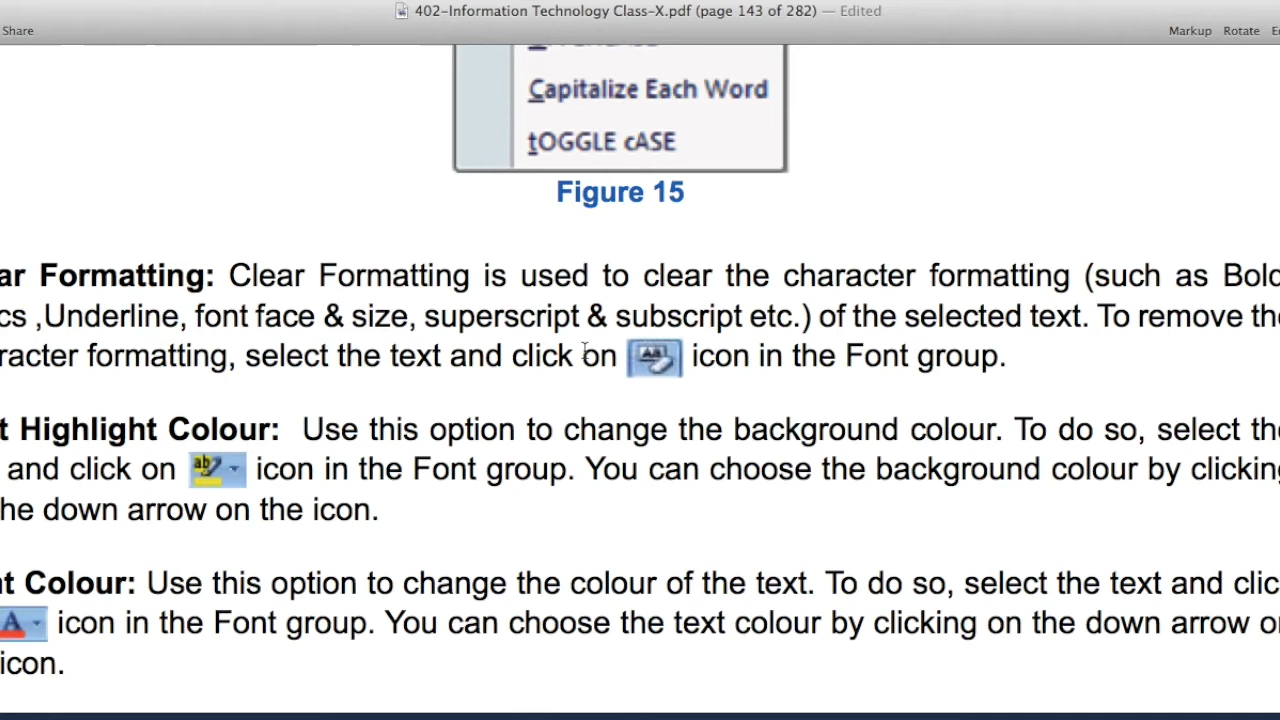 402-Information Technology Class-X.pdf (page 143 of 282) — Edited
Share
Markup Rotate
Capitalize Each Word
tOGGLE cASE
Figure 15
ar Formatting: Clear Formatting is used to clear the character formatting (such as Bold
cs ,Underline, font face & size, superscript & subscript etc.) of the selected text. To remove the
racter formatting, select the text and click on icon in the Font group.
t Highlight Colour: Use this option to change the background colour. To do so, select the
and click on ab icon in the Font group. You can choose the background colour by clicking
he down arrow on the icon.
t Colour: Use this option to change the colour of the text. To do so, select the text and clic
A icon in the Font group. You can choose the text colour by clicking on the down arrow on
icon.